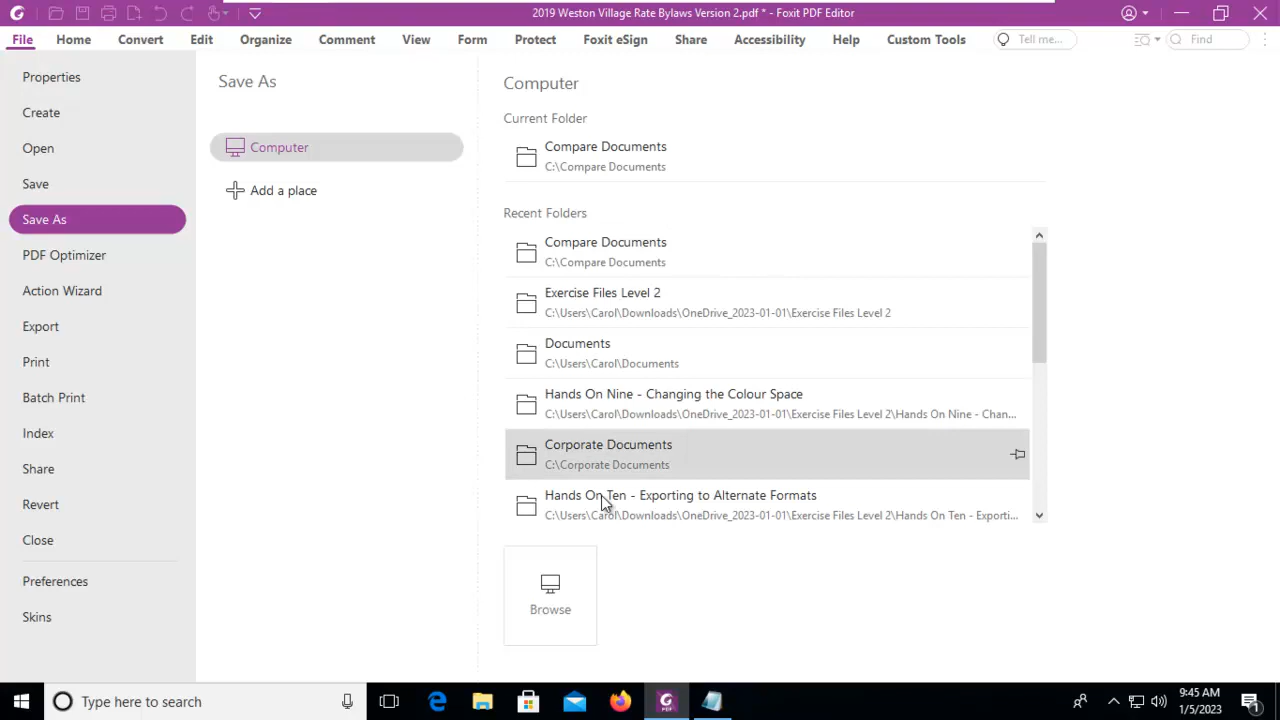 2019 Weston Village Rate Bylaws Version 2.pdf * - Foxit PDF Editor
File Home Convert Edit Organize Comment View Form Protect Foxit eSign Share Accessibility Help Custom Tools Tell me... Find
Properties
Create
Open
Save
Save As
PDF Optimizer
Action Wizard
Export
Print
Batch Print
Index
Share
Revert
Close
Preferences
Skins
Save As
Computer
Add a place
Computer
Current Folder
Compare Documents
C:\Compare Documents
Recent Folders
Compare Documents
C:\Compare Documents
Exercise Files Level 2
C:\Users\Carol\Downloads\OneDrive_2023-01-01\Exercise Files Level 2
Documents
C:\Users\Carol\Documents
Hands On Nine - Changing the Colour Space
C:\Users\Carol\Downloads\OneDrive_2023-01-01\Exercise Files Level 2\Hands On Nine - Chan...
Corporate Documents
C:\Corporate Documents
Hands On Ten - Exporting to Alternate Formats
C:\Users\Carol\Downloads\OneDrive_2023-01-01\Exercise Files Level 2\Hands On Ten - Exporti...
Browse
Type here to search
PDF
9:45 AM
1/5/2023
1